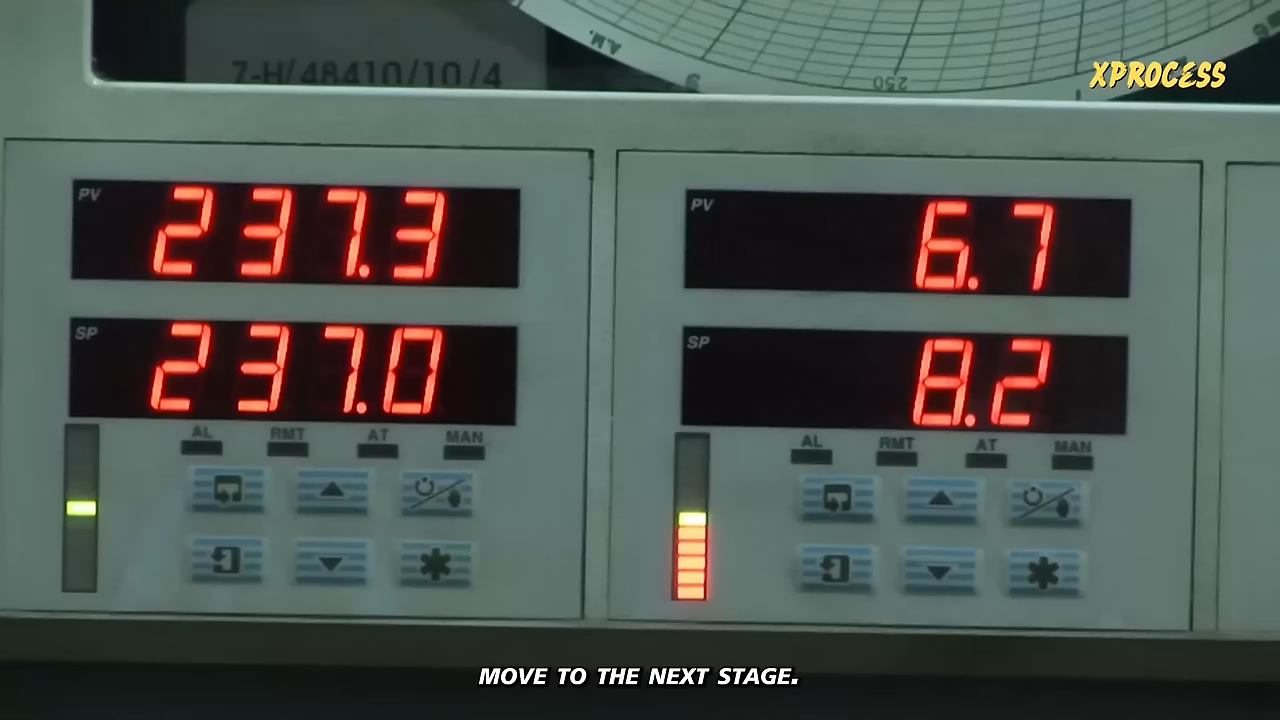 7-H/48410/10/4
A.M.
9
250
XPROCESS
PV
237.3
SP
237.0
AL RMT AT MAN
PV
6.7
SP
8.2
AL RMT AT MAN
MOVE TO THE NEXT STAGE.